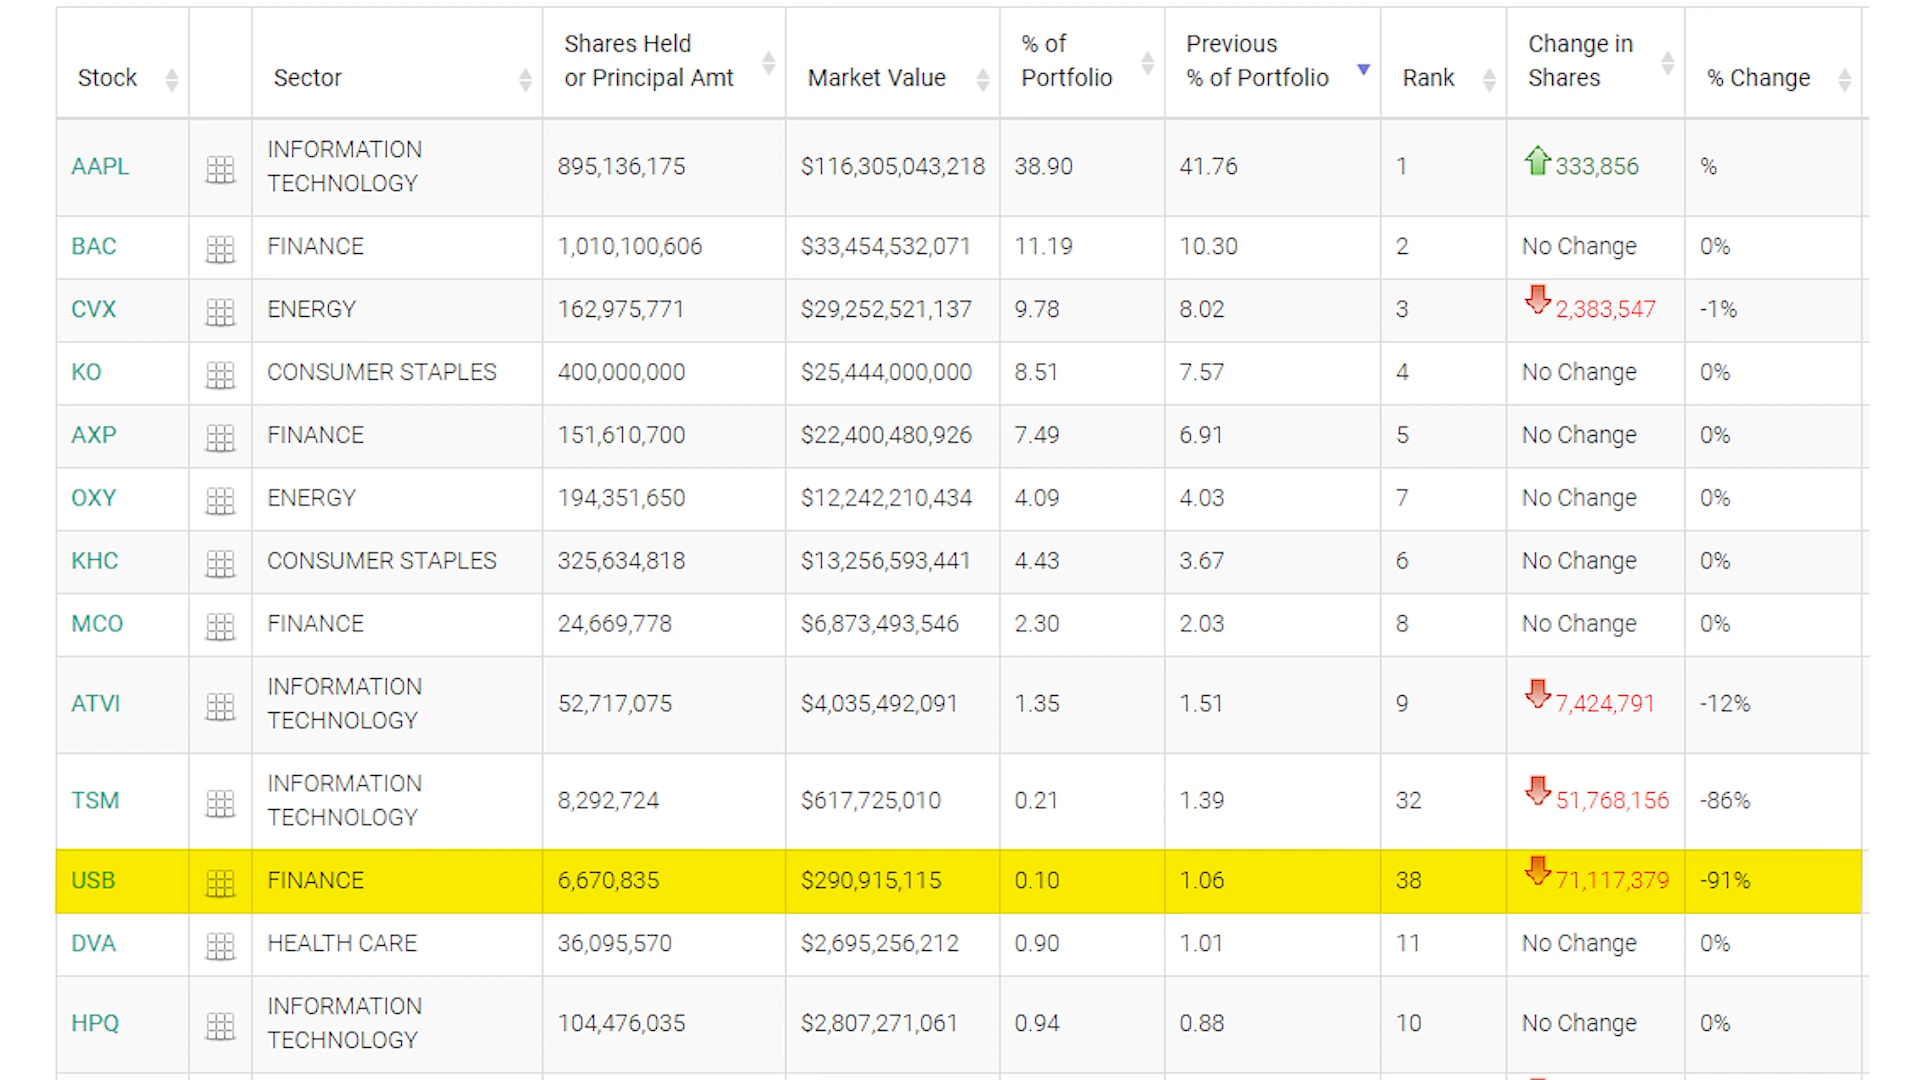 Stock Sector Shares Held or Principal Amt Market Value % of Portfolio Previous % of Portfolio Rank Change in Shares % Change
AAPL INFORMATION TECHNOLOGY 895,136,175 $116,305,043,218 38.90 41.76 1 333,856 %
BAC FINANCE 1,010,100,606 $33,454,532,071 11.19 10.30 2 No Change 0%
CVX ENERGY 162,975,771 $29,252,521,137 9.78 8.02 3 2,383,547 -1%
KO CONSUMER STAPLES 400,000,000 $25,444,000,000 8.51 7.57 4 No Change 0%
AXP FINANCE 151,610,700 $22,400,480,926 7.49 6.91 5 No Change 0%
OXY ENERGY 194,351,650 $12,242,210,434 4.09 4.03 7 No Change 0%
KHC CONSUMER STAPLES 325,634,818 $13,256,593,441 4.43 3.67 6 No Change 0%
MCO FINANCE 24,669,778 $6,873,493,546 2.30 2.03 8 No Change 0%
ATVI INFORMATION TECHNOLOGY 52,717,075 $4,035,492,091 1.35 1.51 9 7,424,791 -12%
TSM INFORMATION TECHNOLOGY 8,292,724 $617,725,010 0.21 1.39 32 51,768,156 -86%
USB FINANCE 6,670,835 $290,915,115 0.10 1.06 38 71,117,379 -91%
DVA HEALTH CARE 36,095,570 $2,695,256,212 0.90 1.01 11 No Change 0%
HPQ INFORMATION TECHNOLOGY 104,476,035 $2,807,271,061 0.94 0.88 10 No Change 0%